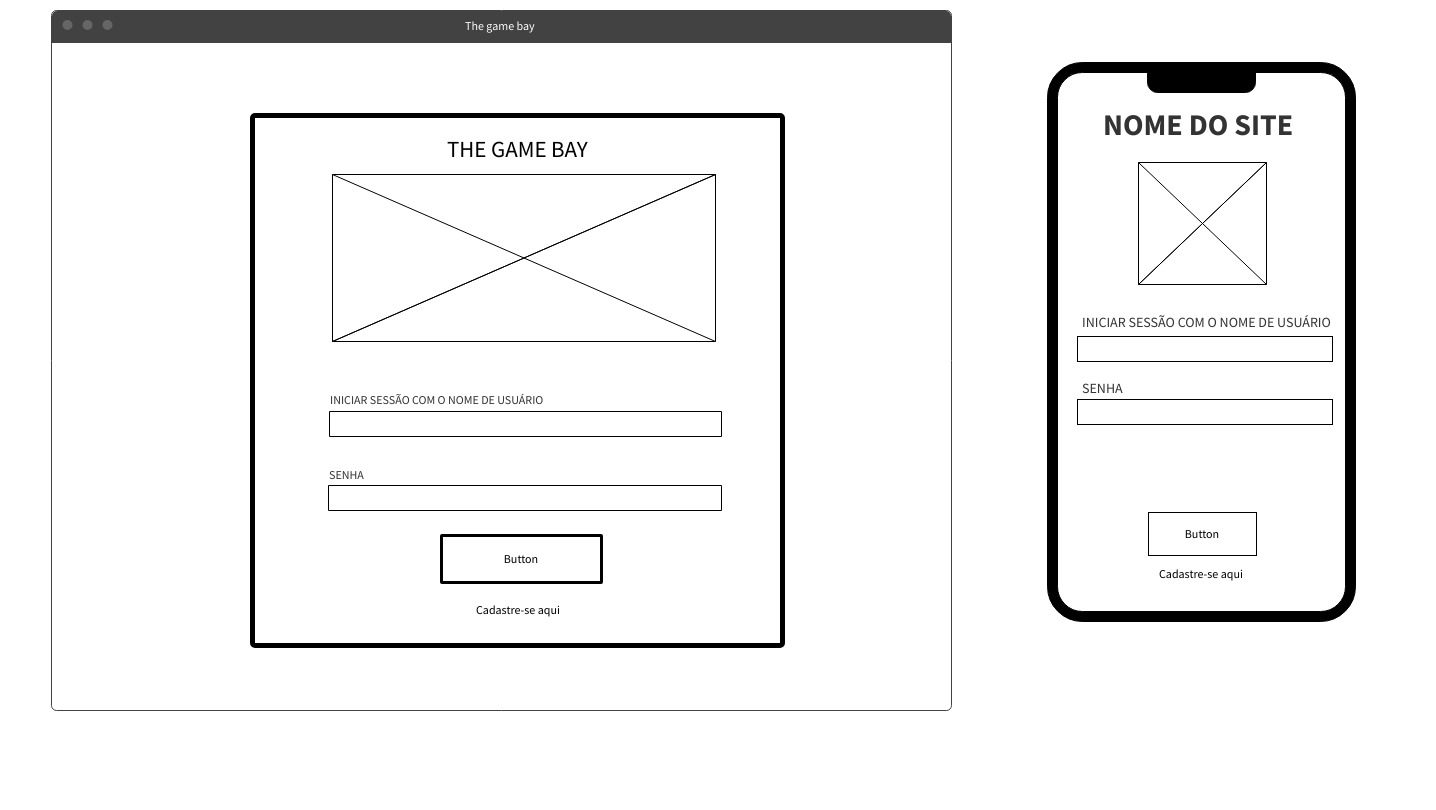 The game bay
THE GAME BAY
INICIAR SESSÃO COM O NOME DE USUÁRIO
SENHA
Button
Cadastre-se aqui
NOME DO SITE
INICIAR SESSÃO COM O NOME DE USUÁRIO
SENHA
Button
Cadastre-se aqui